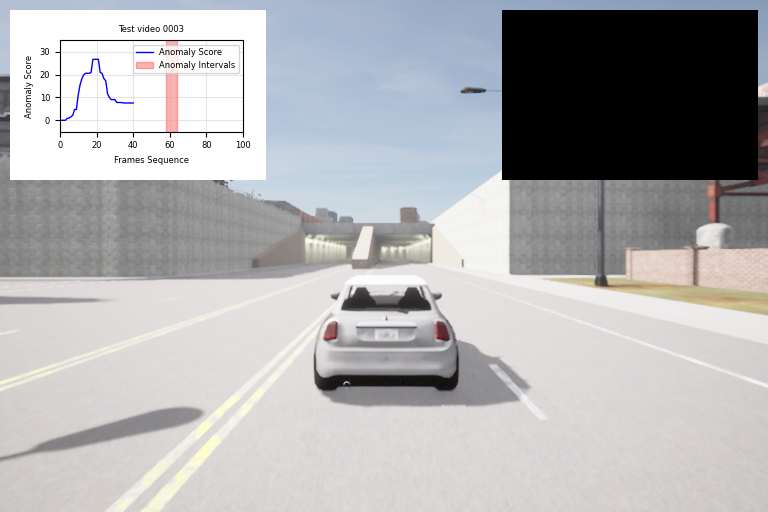 Test video 0003
Anomaly Score
30
20
10
0
Anomaly Score
Anomaly Intervals
0 20 40 60 80 100
Frames Sequence